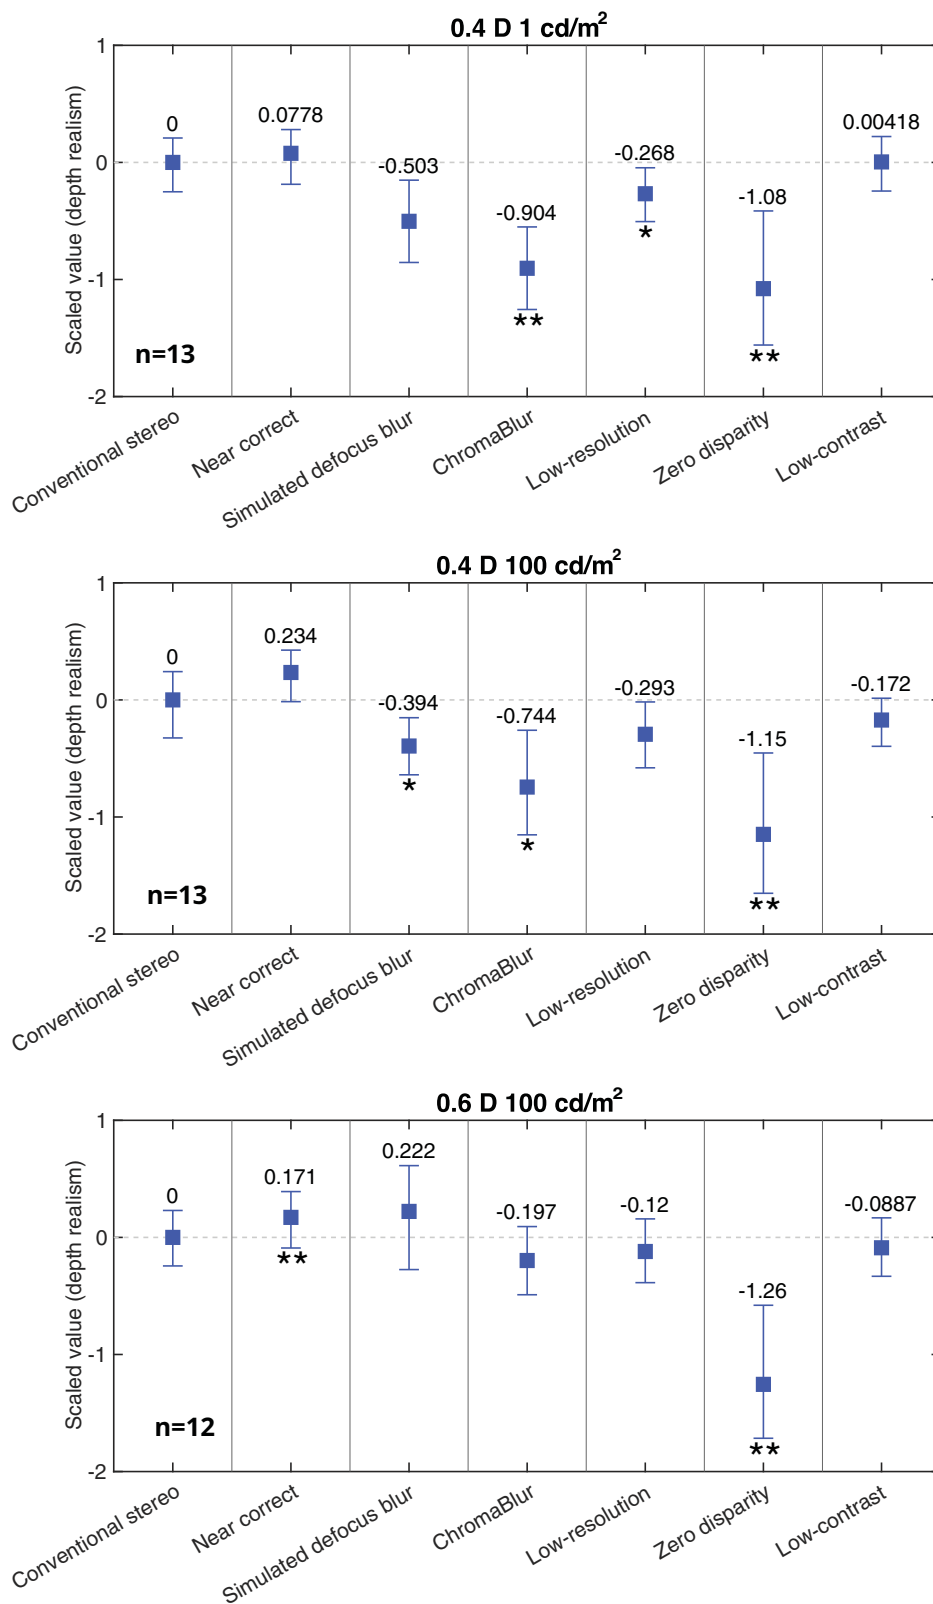 0.4 D 1 cd/m²
Scaled value (depth realism)
1
0
-1
-2
0
0.0778
-0.503
-0.904
-0.268
-1.08
0.00418
**
*
**
n=13
Conventional stereo
Near correct
Simulated defocus blur
ChromaBlur
Low-resolution
Zero disparity
Low-contrast
0.4 D 100 cd/m²
Scaled value (depth realism)
1
0
-1
-2
0
0.234
-0.394
-0.744
-0.293
-1.15
-0.172
*
*
**
n=13
Conventional stereo
Near correct
Simulated defocus blur
ChromaBlur
Low-resolution
Zero disparity
Low-contrast
0.6 D 100 cd/m²
Scaled value (depth realism)
1
0
-1
-2
0
0.171
0.222
-0.197
-0.12
-1.26
-0.0887
**
**
n=12
Conventional stereo
Near correct
Simulated defocus blur
ChromaBlur
Low-resolution
Zero disparity
Low-contrast